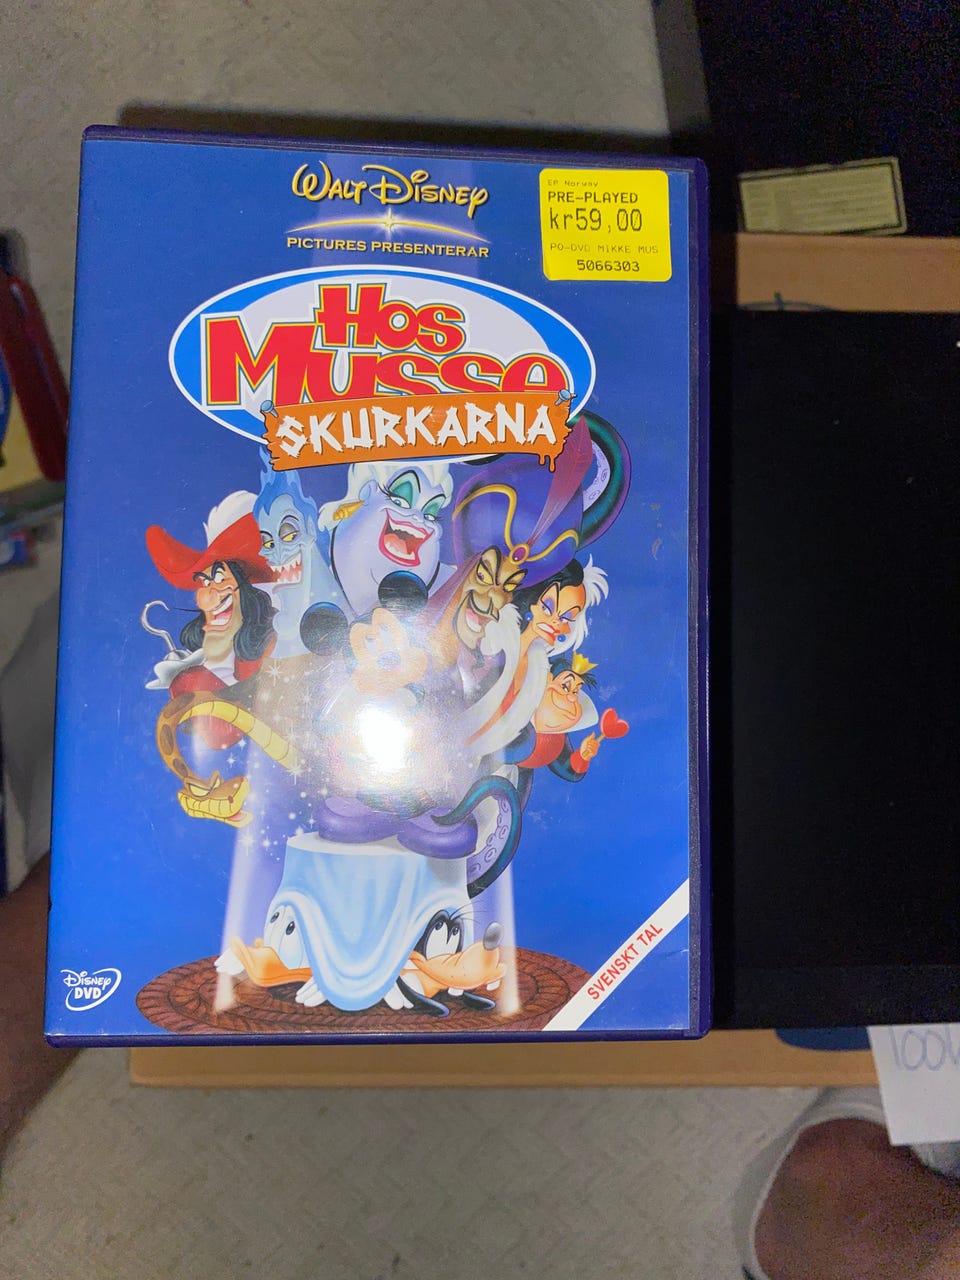 WALT DISNEY
PICTURES PRESENTERAR
EP Norway
PRE-PLAYED
kr59,00
PO-DVD MIKKE MUS
5066303
HOS
MUSSE
SKURKARNA
SVENSKT TAL
DISNEY
DVD